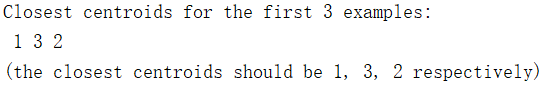 Closest centroids for the first 3 examples:
1 3 2
(the closest centroids should be 1, 3, 2 respectively)